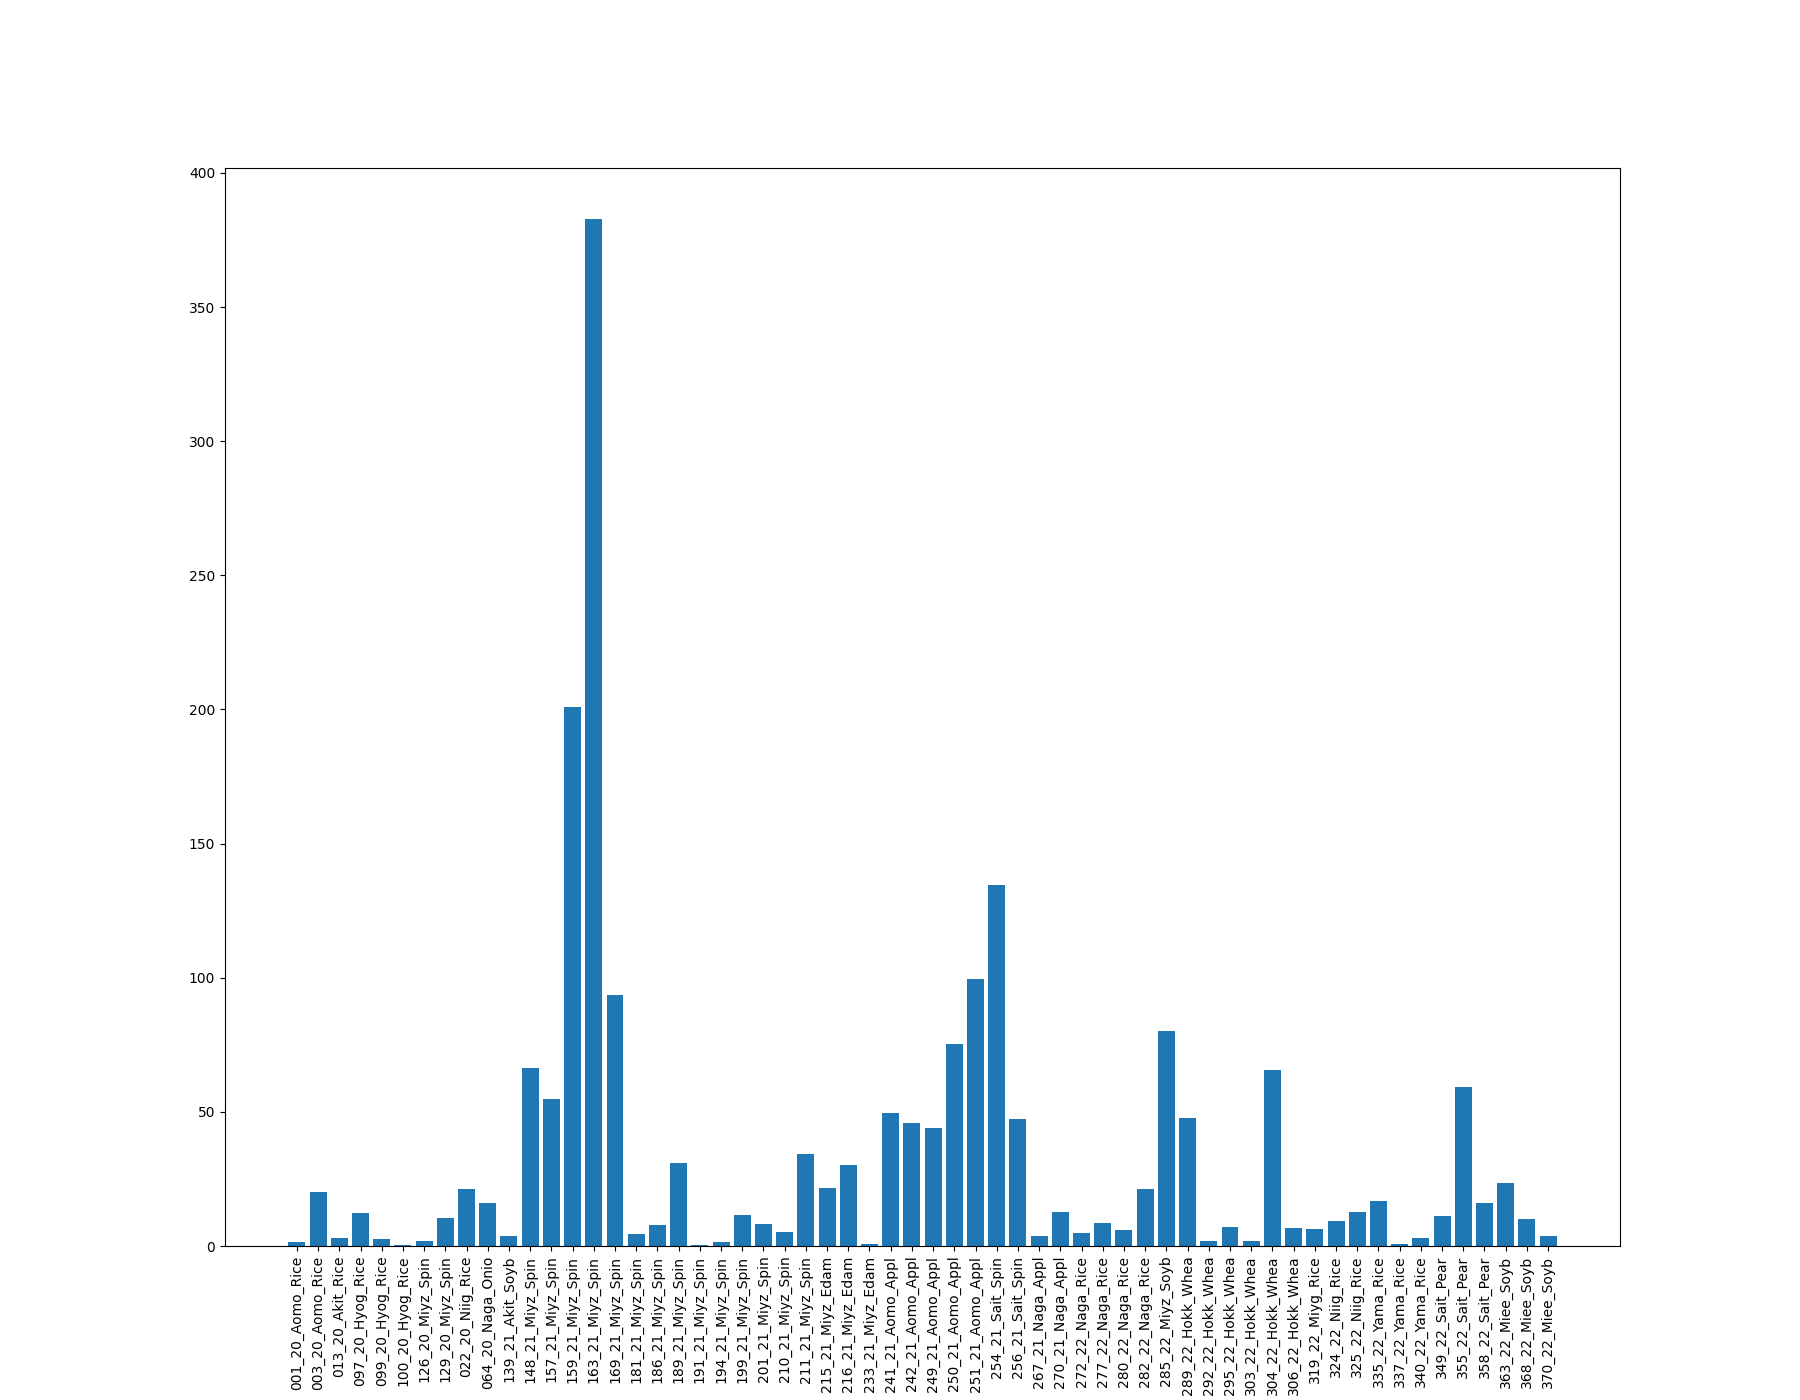 400
350
300
250
200
150
100
50
0
001_20_Aomo_Rice
003_20_Aomo_Rice
013_20_Akit_Rice
097_20_Hyog_Rice
099_20_Hyog_Rice
100_20_Hyog_Rice
126_20_Miyz_Spin
129_20_Miyz_Spin
022_20_Niig_Rice
064_20_Naga_Onio
139_21_Akit_Soyb
148_21_Miyz_Spin
157_21_Miyz_Spin
159_21_Miyz_Spin
163_21_Miyz_Spin
169_21_Miyz_Spin
181_21_Miyz_Spin
186_21_Miyz_Spin
189_21_Miyz_Spin
191_21_Miyz_Spin
194_21_Miyz_Spin
199_21_Miyz_Spin
201_21_Miyz_Spin
210_21_Miyz_Spin
211_21_Miyz_Spin
215_21_Miyz_Edam
216_21_Miyz_Edam
233_21_Miyz_Edam
241_21_Aomo_Appl
242_21_Aomo_Appl
249_21_Aomo_Appl
250_21_Aomo_Appl
251_21_Aomo_Appl
254_21_Sait_Spin
256_21_Sait_Spin
267_21_Naga_Appl
270_21_Naga_Appl
272_22_Naga_Rice
277_22_Naga_Rice
280_22_Naga_Rice
282_22_Naga_Rice
285_22_Miyz_Soyb
289_22_Hokk_Whea
292_22_Hokk_Whea
295_22_Hokk_Whea
303_22_Hokk_Whea
304_22_Hokk_Whea
306_22_Hokk_Whea
319_22_Miyg_Rice
324_22_Niig_Rice
325_22_Niig_Rice
335_22_Yama_Rice
337_22_Yama_Rice
340_22_Yama_Rice
349_22_Sait_Pear
355_22_Sait_Pear
358_22_Sait_Pear
363_22_Miee_Soyb
368_22_Miee_Soyb
370_22_Miee_Soyb